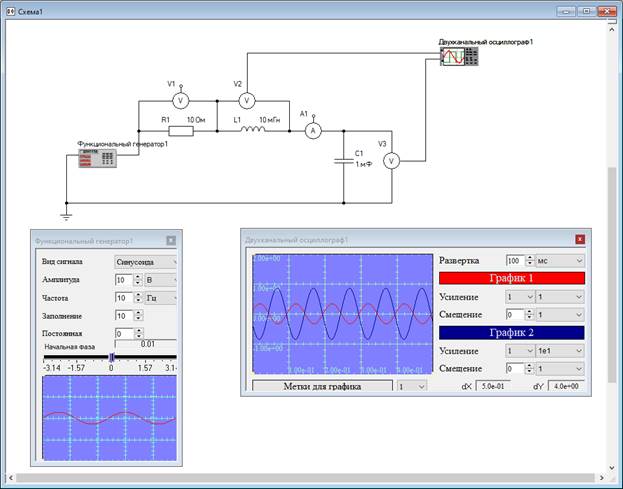 Схема1
Двухканальный осциллограф1
V1
V2
A1
R1 10 Ом
L1 10 мГн
V
V
A
V3
V
C1
1 мФ
Функциональный генератор1
Функциональный генератор1
Вид сигнала Синусоида
Амплитуда 10 В
Частота 10 Гц
Заполнение 10
Постоянная 0
Начальная фаза 0.01
-3.14 -1.57 0 1.57 3.1
Двухканальный осциллограф1
2.00e+00
1.00e+00
0.00e+00
-1.00e+00
1.00e-01 2.00e-01 3.00e-01 4.00e-01
Метки для графика 1
Развертка 100 мс
График 1
Усиление 1 1
Смещение 0 1
График 2
Усиление 1 1e1
Смещение 0 1
dX 5.0e-01 dY 4.0e+00